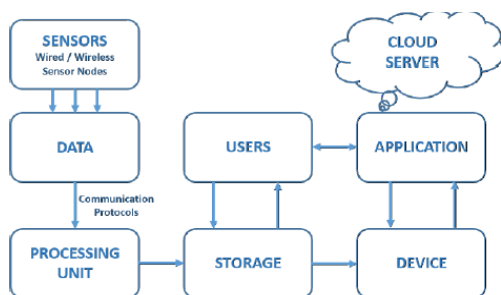 SENSORS
Wired / Wireless
Sensor Nodes
CLOUD
SERVER
DATA
USERS
APPLICATION
Communication
Protocols
PROCESSING
UNIT
STORAGE
DEVICE